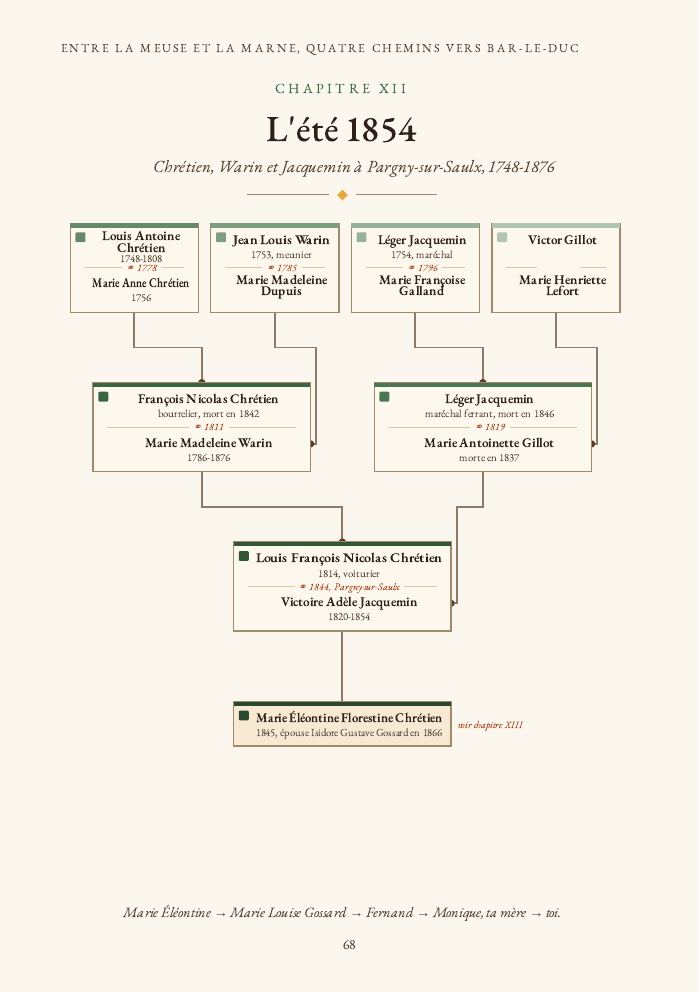 ENTRE LA MEUSE ET LA MARNE, QUATRE CHEMINS VERS BAR-LE-DUC
CHAPITRE XII
L'été 1854
Chrétien, Warin et Jacquemin à Pargny-sur-Saulx, 1748-1876
Louis Antoine
Chrétien
1748-1808
⚭ 1778
Marie Anne Chrétien
1756
Jean Louis Warin
1753, meunier
⚭ 1785
Marie Madeleine
Dupuis
Léger Jacquemin
1754, maréchal
⚭ 1796
Marie Françoise
Galland
Victor Gillot
Marie Henriette
Lefort
François Nicolas Chrétien
bourrelier, mort en 1842
⚭ 1811
Marie Madeleine Warin
1786-1876
Léger Jacquemin
maréchal ferrant, mort en 1846
⚭ 1819
Marie Antoinette Gillot
morte en 1837
Louis François Nicolas Chrétien
1814, voiturier
⚭ 1844, Pargny-sur-Saulx
Victoire Adèle Jacquemin
1820-1854
Marie Éléontine Florestine Chrétien
1845, épouse Isidore Gustave Gossard en 1866
voir chapitre XIII
Marie Éléontine → Marie Louise Gossard → Fernand → Monique, ta mère → toi.
68